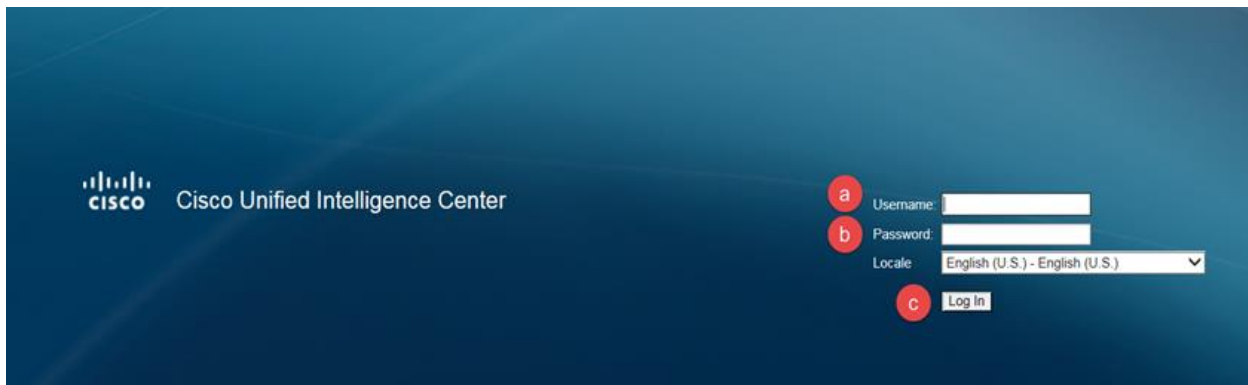 a
Username:
b
Password:
cisco Cisco Unified Intelligence Center
Locale English (U.S.) - English (U.S.)
c
Log In